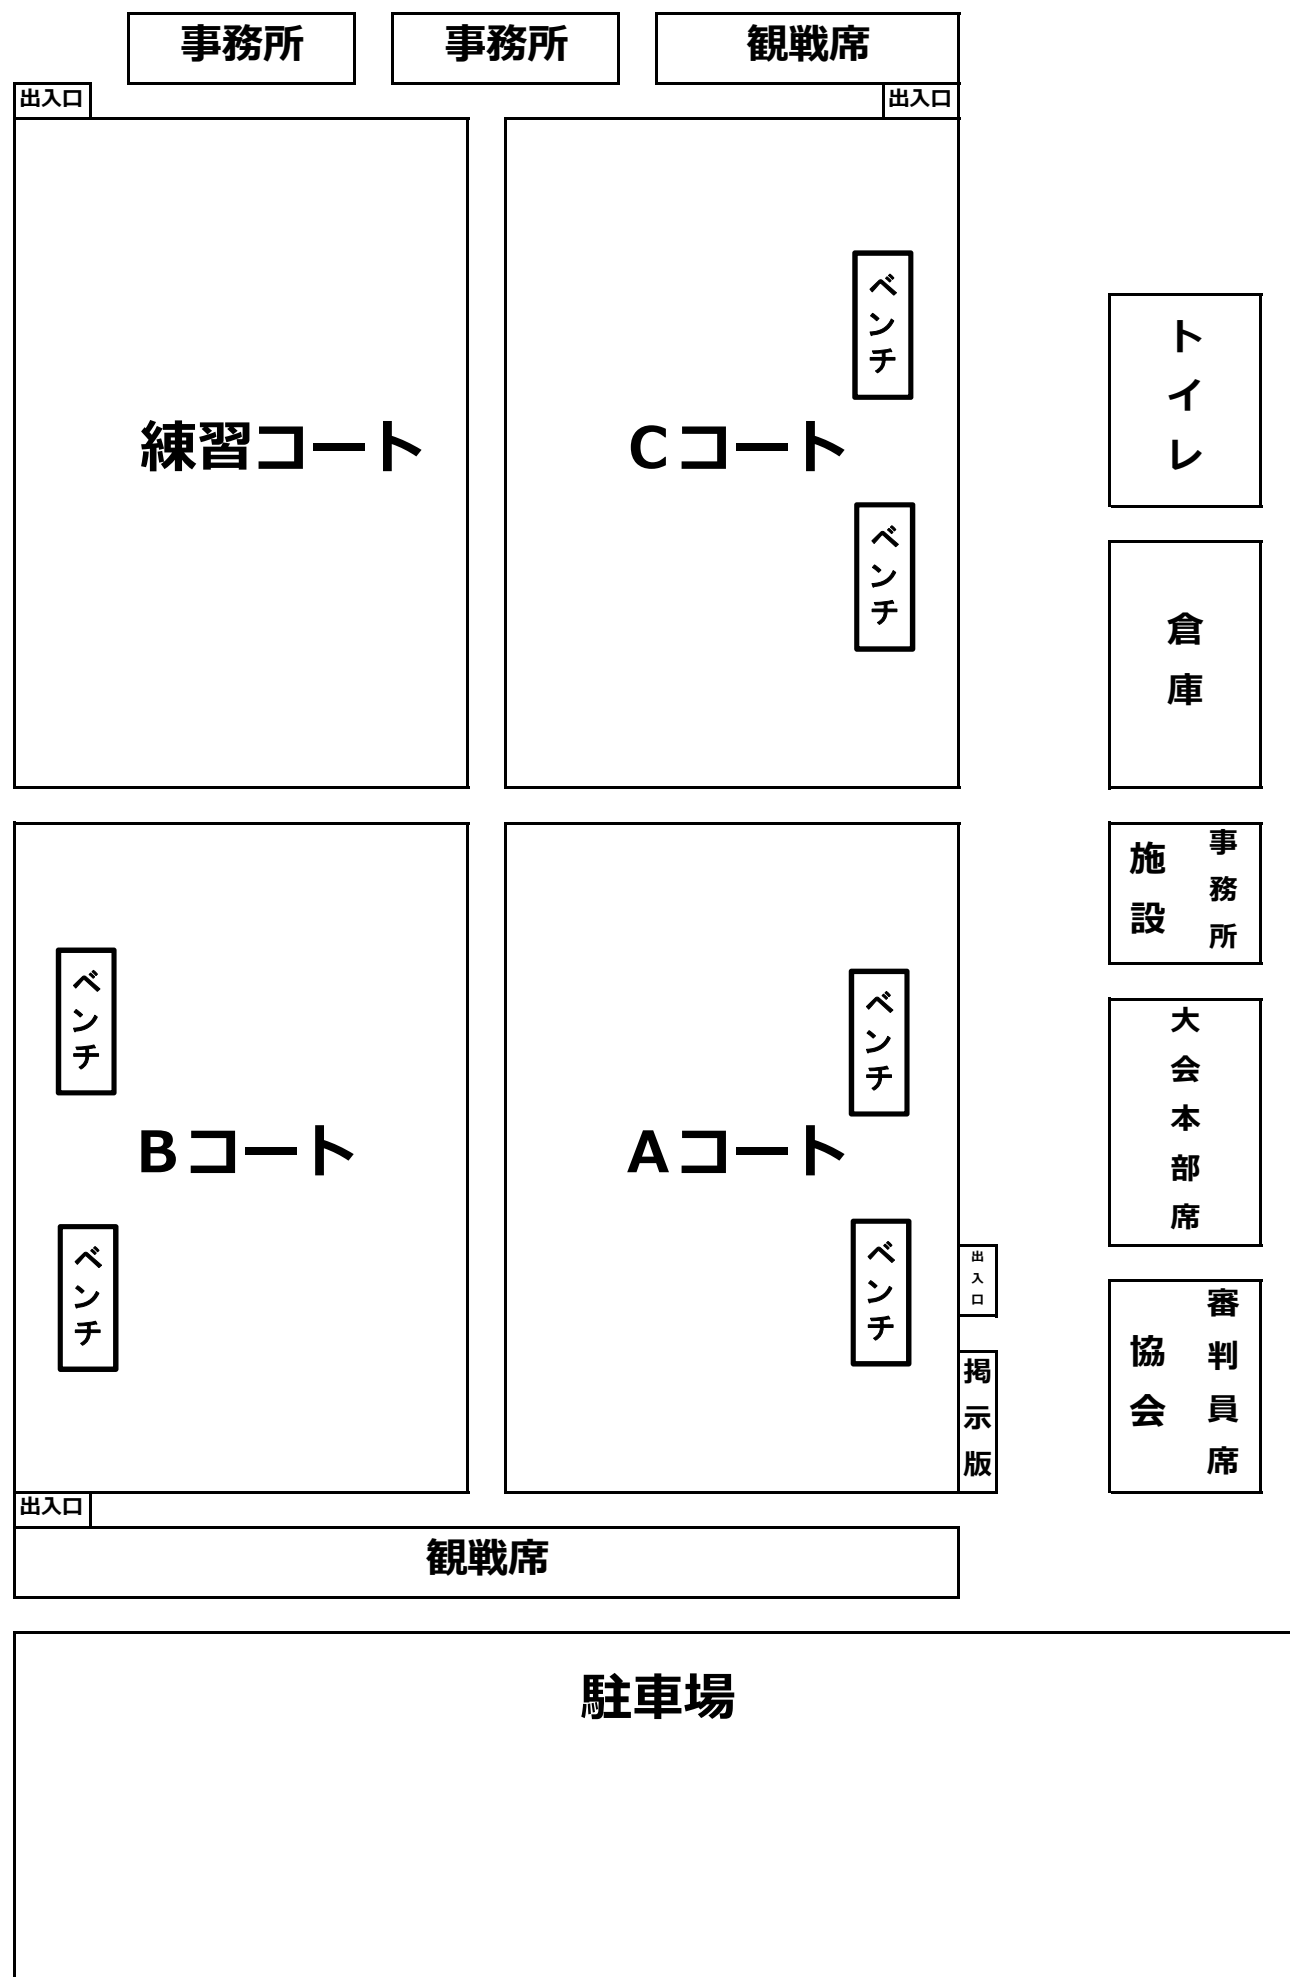 事務所
事務所
観戦席
出入口
出入口
練習コート
Cコート
ベンチ
ベンチ
トイレ
倉庫
事務所
施設
Bコート
ベンチ
ベンチ
Aコート
ベンチ
ベンチ
大会本部席
出入口
掲示版
審判員席
協会
出入口
観戦席
駐車場